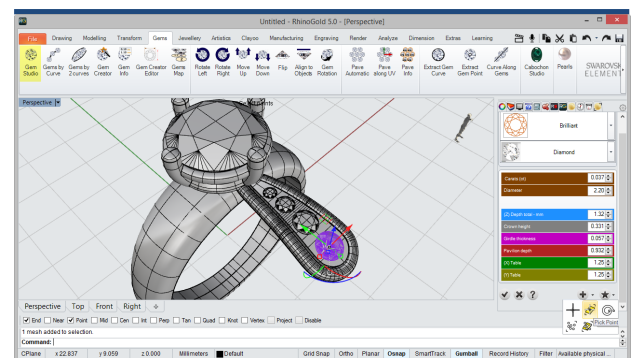 Untitled - RhinoGold 5.0 - [Perspective]
File Drawing Modelling Transform Gems Jewellery Artistics Clayoo Manufacturing Engraving Render Analyze Dimension Extras Learning
Gem Studio Gems by Curve Gems by 2 curves Gem Creator Gem Info Gem Creator Editor Gems Map Rotate Left Rotate Right Move Up Move Down Flip Align to Objects Gem Rotation Pave Automatic Pave along UV Pave Info Extract Gem Curve Extract Gem Point Curve Along Gems Cabochon Studio Pearls SWAROVSKI ELEMENT
Perspective
Brilliant
Diamond
Carats (ct) 0.037
Diameter 2.20
(Z) Depth size - mm 1.32
Crown height 0.331
Girdle thickness 0.057
Pavilion depth 0.932
(X) Table 1.25
(Y) Table 1.25
Perspective Top Front Right
End Near Point Mid Cen Int Perp Tan Quad Knot Vertex Project Disable
Pick Point
1 mesh added to selection.
Command:
CPlane x 22.837 y 9.059 z 0.000 Millimeters Default Grid Snap Ortho Planar Osnap SmartTrack Gumball Record History Filter Available physical ...